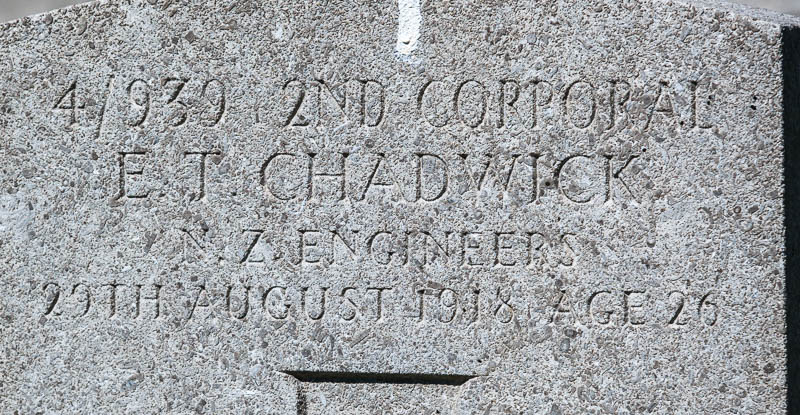 4/939 2ND CORPORAL
E. T. CHADWICK
N. Z. ENGINEERS
29TH AUGUST 1918 AGE 26